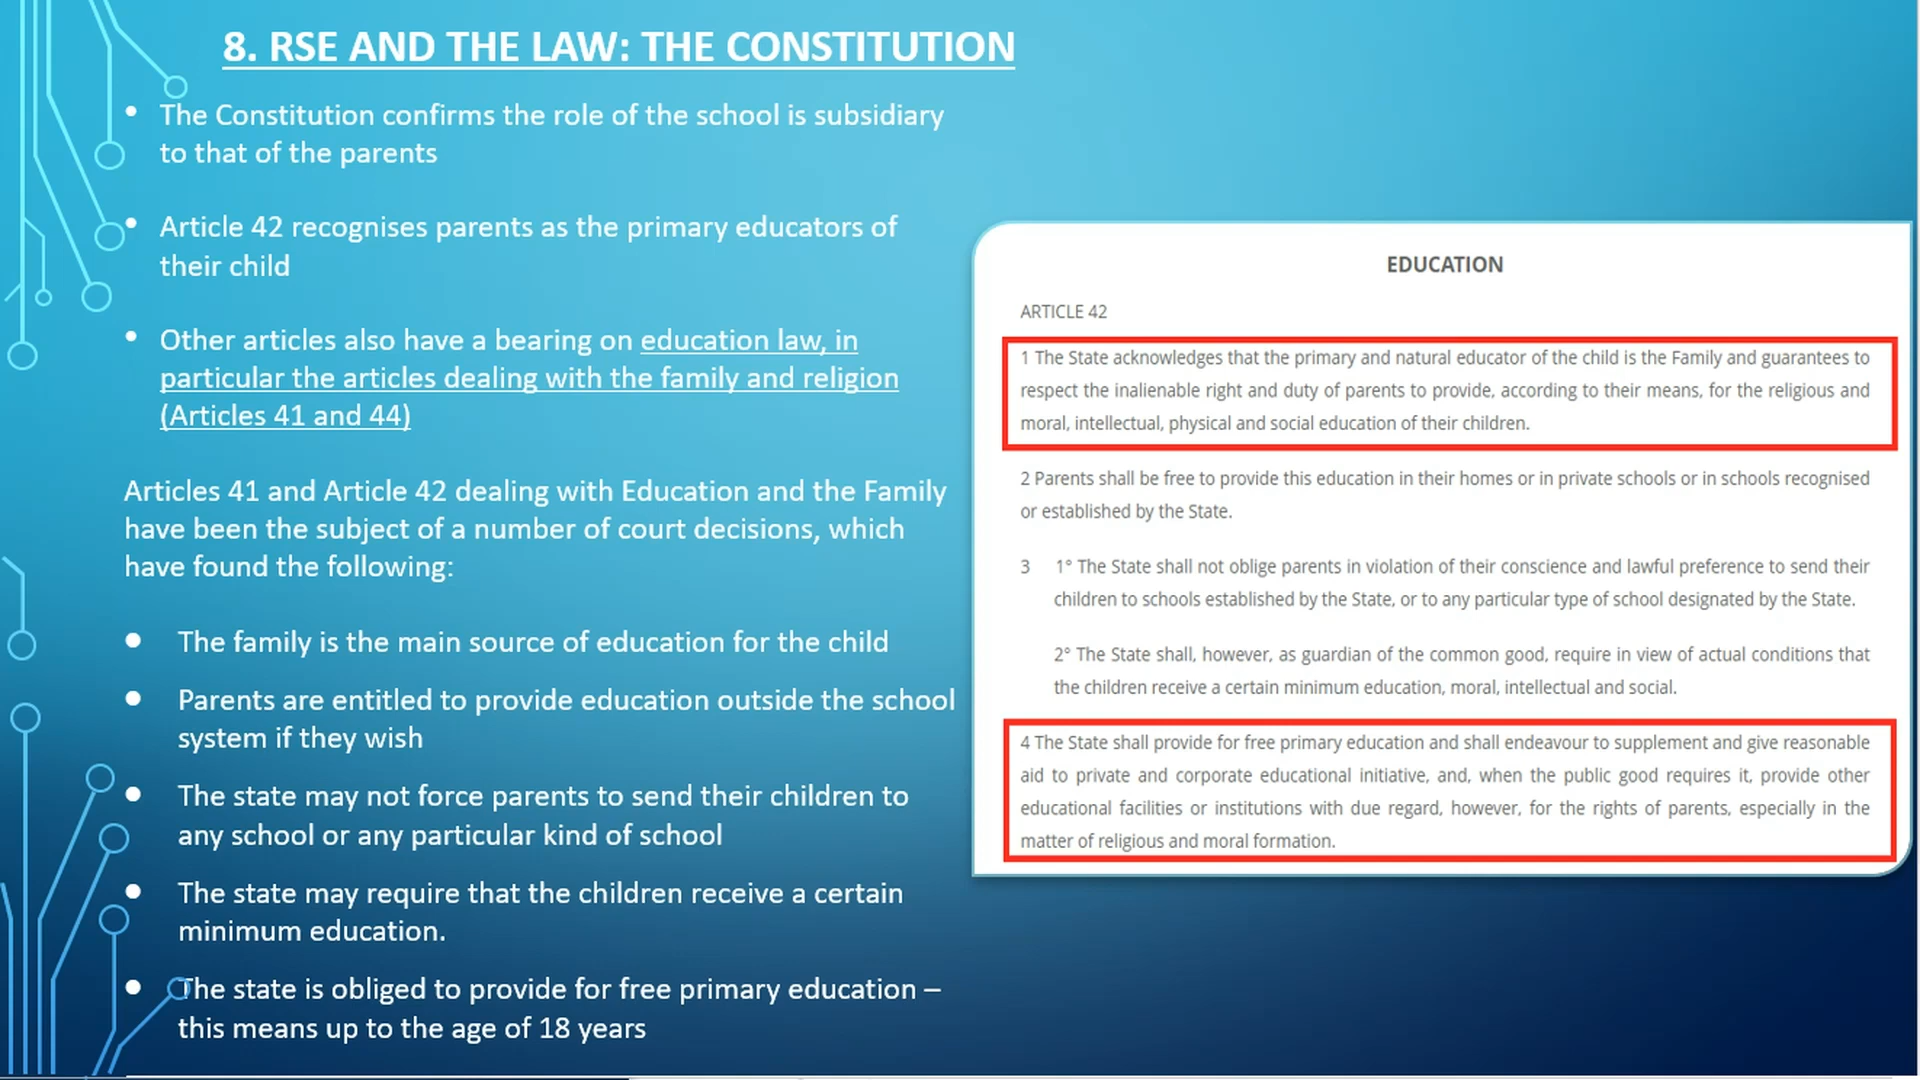 8. RSE AND THE LAW: THE CONSTITUTION
• The Constitution confirms the role of the school is subsidiary
to that of the parents
• Article 42 recognises parents as the primary educators of
their child
• Other articles also have a bearing on education law, in
particular the articles dealing with the family and religion
(Articles 41 and 44)
Articles 41 and Article 42 dealing with Education and the Family
have been the subject of a number of court decisions, which
have found the following:
• The family is the main source of education for the child
• Parents are entitled to provide education outside the school
system if they wish
• The state may not force parents to send their children to
any school or any particular kind of school
• The state may require that the children receive a certain
minimum education.
• The state is obliged to provide for free primary education –
this means up to the age of 18 years
EDUCATION
ARTICLE 42
1 The State acknowledges that the primary and natural educator of the child is the Family and guarantees to
respect the inalienable right and duty of parents to provide, according to their means, for the religious and
moral, intellectual, physical and social education of their children.
2 Parents shall be free to provide this education in their homes or in private schools or in schools recognised
or established by the State.
3 1° The State shall not oblige parents in violation of their conscience and lawful preference to send their
children to schools established by the State, or to any particular type of school designated by the State.
2° The State shall, however, as guardian of the common good, require in view of actual conditions that
the children receive a certain minimum education, moral, intellectual and social.
4 The State shall provide for free primary education and shall endeavour to supplement and give reasonable
aid to private and corporate educational initiative, and, when the public good requires it, provide other
educational facilities or institutions with due regard, however, for the rights of parents, especially in the
matter of religious and moral formation.